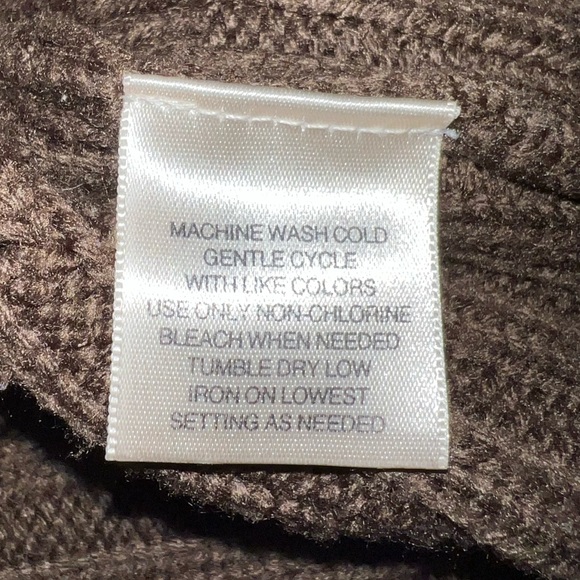 MACHINE WASH COLD
GENTLE CYCLE
WITH LIKE COLORS
USE ONLY NON-CHLORINE
BLEACH WHEN NEEDED
TUMBLE DRY LOW
IRON ON LOWEST
SETTING AS NEEDED